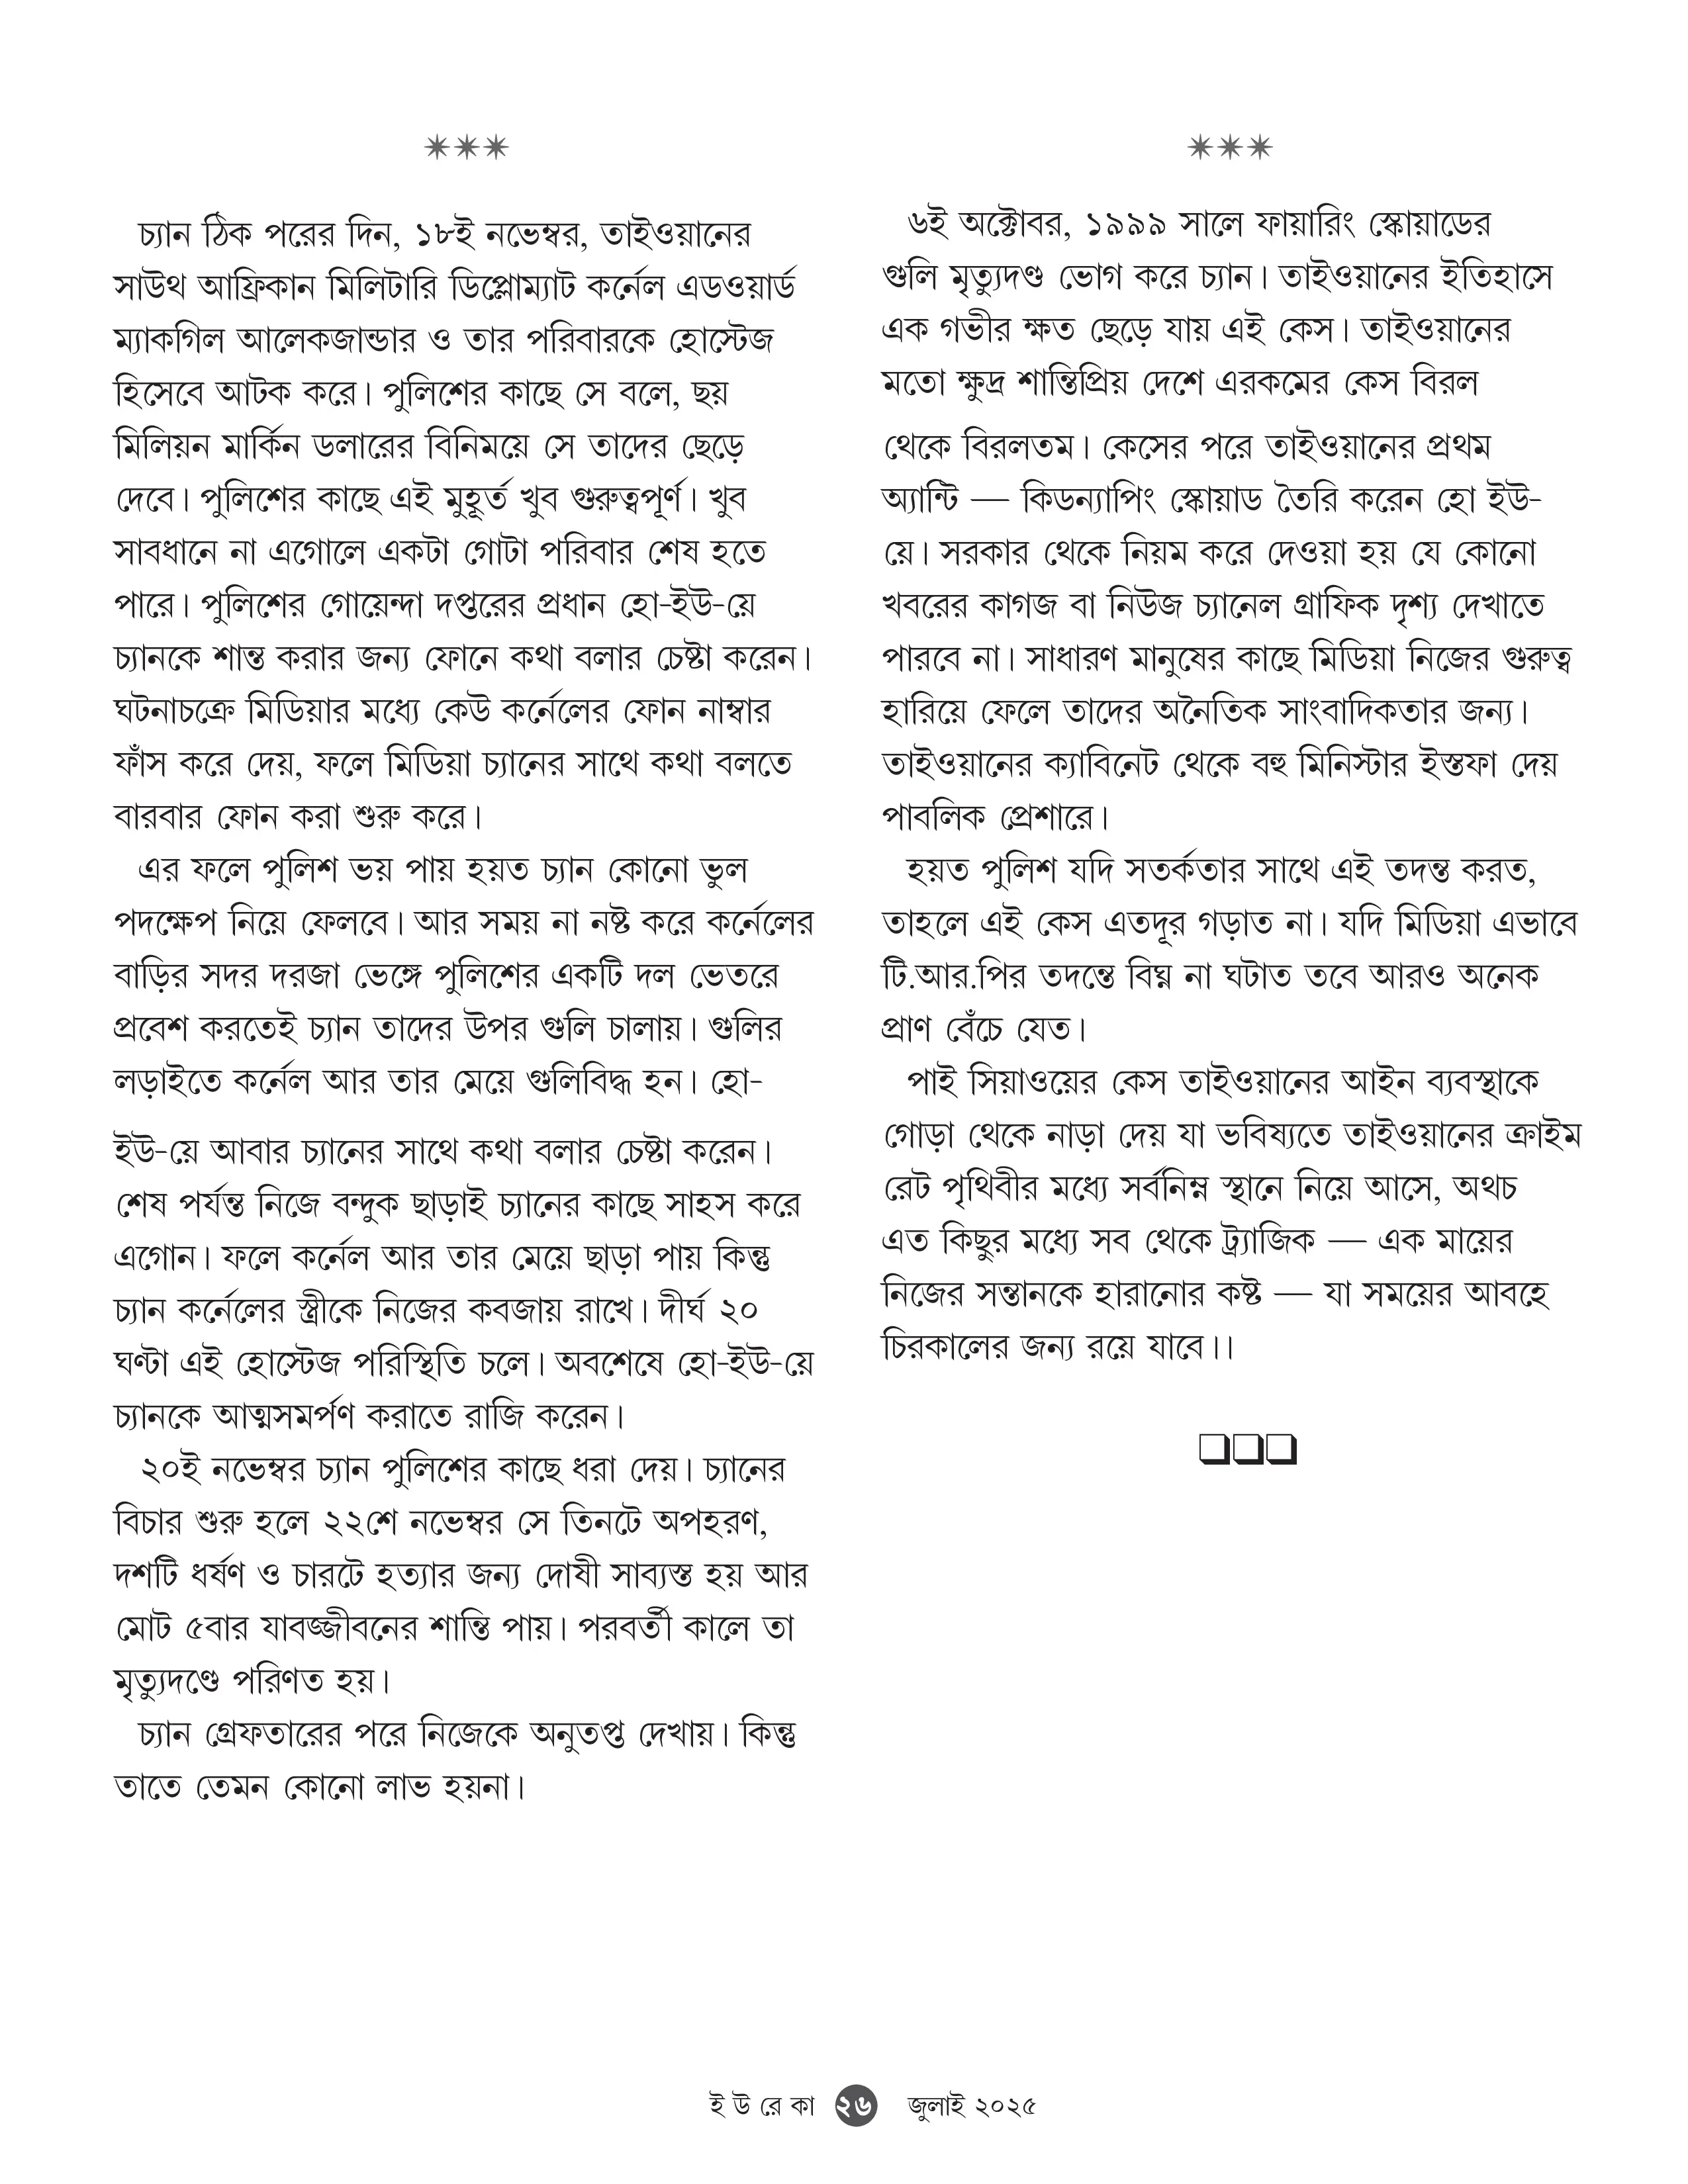 ✷✷✷
চ্যান ঠিক পরের দিন, ১৮ই নভেম্বর, তাইওয়ানের
সাউথ আফ্রিকান মিলিটারি ডিপ্লোম্যাট কর্নেল এডওয়ার্ড
ম্যাকগিল আলেকজান্ডার ও তার পরিবারকে হোস্টেজ
হিসেবে আটক করে। পুলিশের কাছে সে বলে, ছয়
মিলিয়ন মার্কিন ডলারের বিনিময়ে সে তাদের ছেড়ে
দেবে। পুলিশের কাছে এই মুহূর্ত খুব গুরুত্বপূর্ণ। খুব
সাবধানে না এগোলে একটা গোটা পরিবার শেষ হতে
পারে। পুলিশের গোয়েন্দা দপ্তরের প্রধান হো-ইউ-য়ে
চ্যানকে শান্ত করার জন্য ফোনে কথা বলার চেষ্টা করেন।
ঘটনাচক্রে মিডিয়ার মধ্যে কেউ কর্নেলের ফোন নাম্বার
ফাঁস করে দেয়, ফলে মিডিয়া চ্যানের সাথে কথা বলতে
বারবার ফোন করা শুরু করে।
এর ফলে পুলিশ ভয় পায় হয়ত চ্যান কোনো ভুল
পদক্ষেপ নিয়ে ফেলবে। আর সময় না নষ্ট করে কর্নেলের
বাড়ির সদর দরজা ভেঙ্গে পুলিশের একটি দল ভেতরে
প্রবেশ করতেই চ্যান তাদের উপর গুলি চালায়। গুলির
লড়াইতে কর্নেল আর তার মেয়ে গুলিবিদ্ধ হন। হো-
ইউ-য়ে আবার চ্যানের সাথে কথা বলার চেষ্টা করেন।
শেষ পর্যন্ত নিজে বন্দুক ছাড়াই চ্যানের কাছে সাহস করে
এগোন। ফলে কর্নেল আর তার মেয়ে ছাড়া পায় কিন্তু
চ্যান কর্নেলের স্ত্রীকে নিজের কবজায় রাখে। দীর্ঘ ২০
ঘণ্টা এই হোস্টেজ পরিস্থিতি চলে। অবশেষে হো-ইউ-য়ে
চ্যানকে আত্মসমর্পণ করাতে রাজি করেন।
২০ই নভেম্বর চ্যান পুলিশের কাছে ধরা দেয়। চ্যানের
বিচার শুরু হলে ২২শে নভেম্বর সে তিনটে অপহরণ,
দশটি ধর্ষণ ও চারটে হত্যার জন্য দোষী সাব্যস্ত হয় আর
মোট ৫বার যাবজ্জীবনের শান্তি পায়। পরবর্তী কালে তা
মৃত্যুদণ্ডে পরিণত হয়।
চ্যান গ্রেফতারের পরে নিজেকে অনুতপ্ত দেখায়। কিন্তু
তাতে তেমন কোনো লাভ হয়না।
✷✷✷
৬ই অক্টোবর, ১৯৯৯ সালে ফায়ারিং স্কোয়াডের
গুলি মৃত্যুদণ্ড ভোগ করে চ্যান। তাইওয়ানের ইতিহাসে
এক গভীর ক্ষত ছেড়ে যায় এই কেস। তাইওয়ানের
মতো ক্ষুদ্র শান্তিপ্রিয় দেশে এরকমের কেস বিরল
থেকে বিরলতম। কেসের পরে তাইওয়ানের প্রথম
অ্যান্টি — কিডন্যাপিং স্কোয়াড তৈরি করেন হো ইউ-
য়ে। সরকার থেকে নিয়ম করে দেওয়া হয় যে কোনো
খবরের কাগজ বা নিউজ চ্যানেল গ্রাফিক দৃশ্য দেখাতে
পারবে না। সাধারণ মানুষের কাছে মিডিয়া নিজের গুরুত্ব
হারিয়ে ফেলে তাদের অনৈতিক সাংবাদিকতার জন্য।
তাইওয়ানের ক্যাবিনেট থেকে বহু মিনিস্টার ইস্তফা দেয়
পাবলিক প্রেশারে।
হয়ত পুলিশ যদি সতর্কতার সাথে এই তদন্ত করত,
তাহলে এই কেস এতদূর গড়াত না। যদি মিডিয়া এভাবে
টি.আর.পির তদন্তে বিঘ্ন না ঘটাত তবে আরও অনেক
প্রাণ বেঁচে যেত।
পাই সিয়াওয়ের কেস তাইওয়ানের আইন ব্যবস্থাকে
গোড়া থেকে নাড়া দেয় যা ভবিষ্যতে তাইওয়ানের ক্রাইম
রেট পৃথিবীর মধ্যে সর্বনিম্ন স্থানে নিয়ে আসে, অথচ
এত কিছুর মধ্যে সব থেকে ট্র্যাজিক — এক মায়ের
নিজের সন্তানকে হারানোর কষ্ট — যা সময়ের আবহে
চিরকালের জন্য রয়ে যাবে।।
❑❑❑
ই উ রে কা ২৬ জুলাই ২০২৫